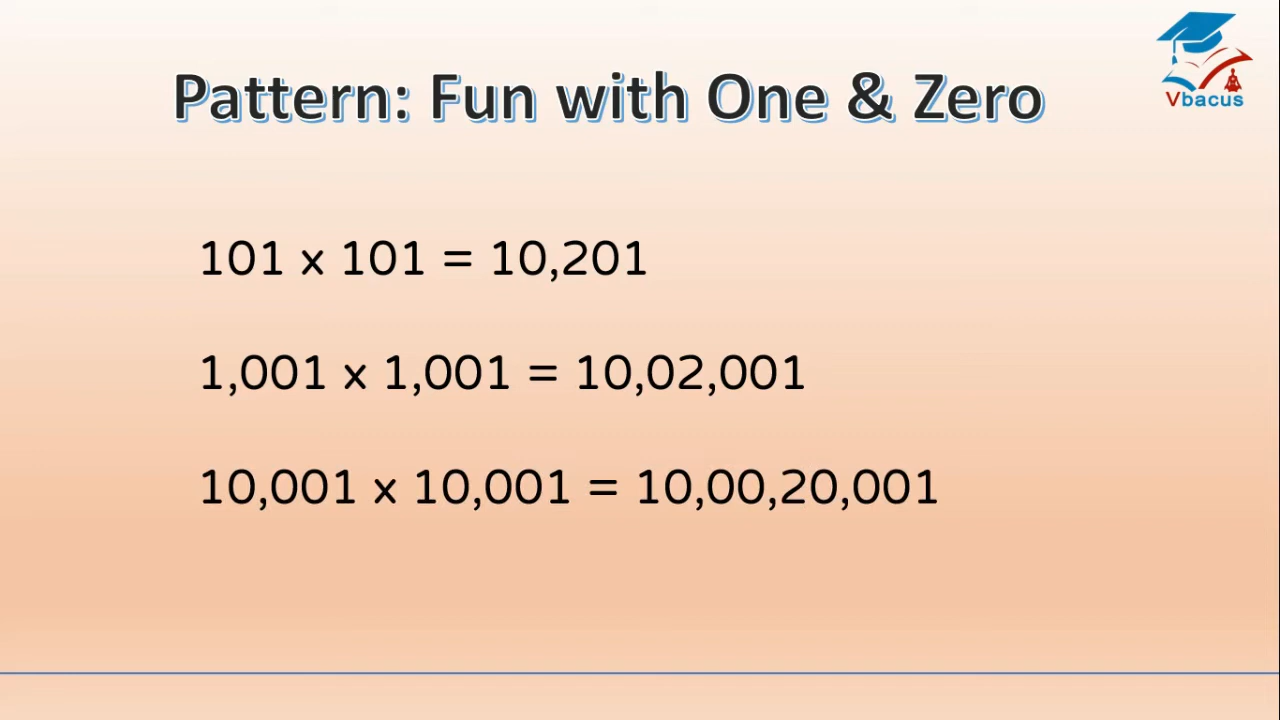 Pattern: Fun with One & Zero
Vbacus
101 x 101 = 10,201
1,001 x 1,001 = 10,02,001
10,001 x 10,001 = 10,00,20,001